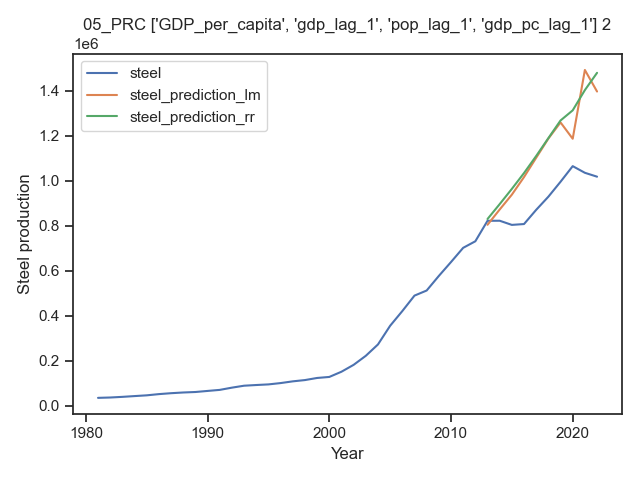 05_PRC ['GDP_per_capita', 'gdp_lag_1', 'pop_lag_1', 'gdp_pc_lag_1'] 2
1e6
steel
steel_prediction_lm
steel_prediction_rr
1.4
1.2
1.0
0.8
0.6
0.4
0.2
0.0
Steel production
1980
1990
2000
2010
2020
Year